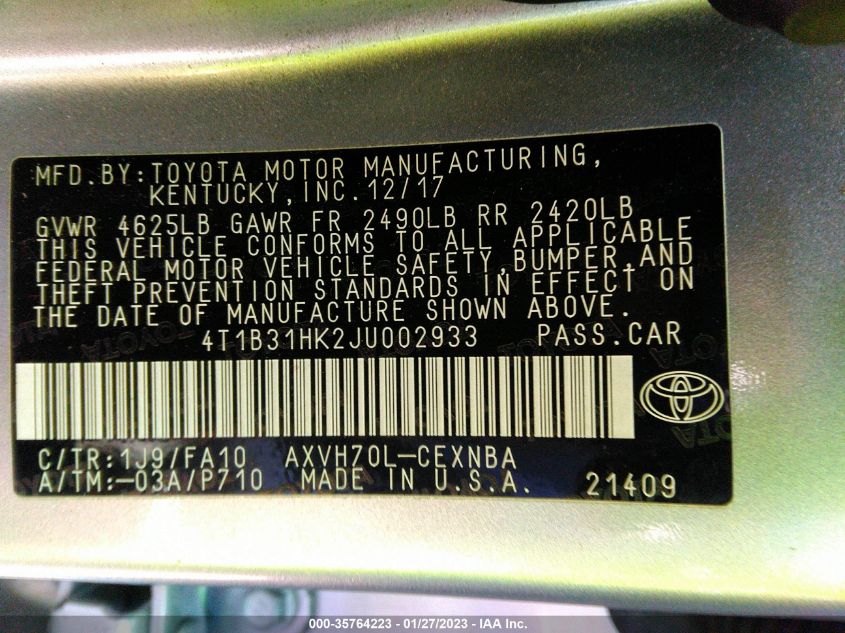 MFD.BY:TOYOTA MOTOR MANUFACTURING,
KENTUCKY,INC.12/17
GVWR 4625LB GAWR FR 2490LB RR 2420LB
THIS VEHICLE CONFORMS TO ALL APPLICABLE
FEDERAL MOTOR VEHICLE SAFETY,BUMPER,AND
THEFT PREVENTION STANDARDS IN EFFECT ON
THE DATE OF MANUFACTURE SHOWN ABOVE.
4T1B31HK2JU002933 PASS.CAR
C/TR:1J9/FA10 AXVH70L-CEXNBA
A/TM:-03A/P710 MADE IN U.S.A. 21409
000-35764223 - 01/27/2023 - IAA Inc.